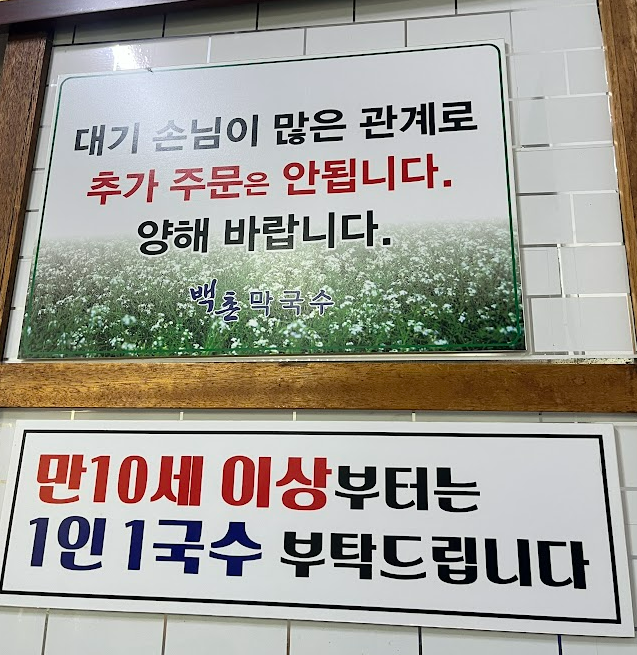 대기 손님이 많은 관계로
추가 주문은 안됩니다.
양해 바랍니다.
백촌막국수
만10세 이상부터는
1인 1국수 부탁드립니다